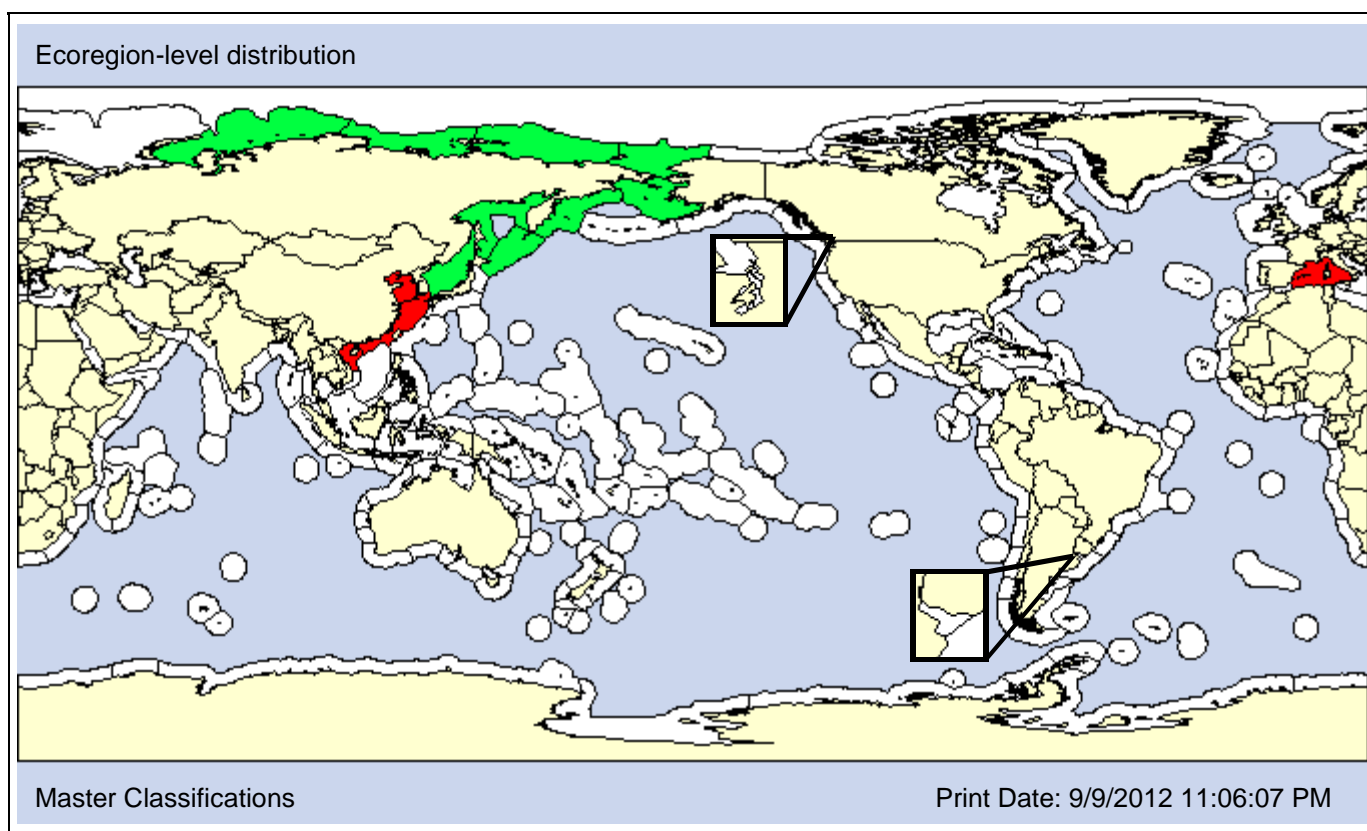 Ecoregion-level distribution
Master Classifications
Print Date: 9/9/2012 11:06:07 PM